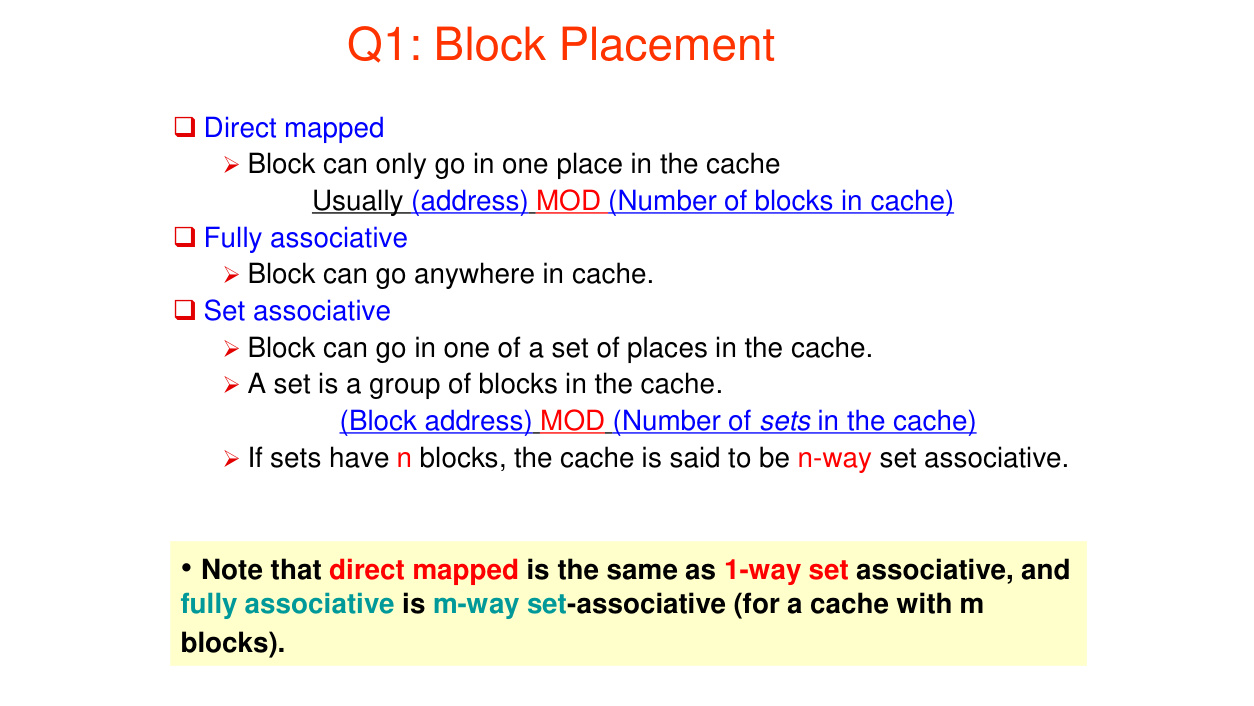 Q1: Block Placement
❑ Direct mapped
➢ Block can only go in one place in the cache
Usually (address) MOD (Number of blocks in cache)
❑ Fully associative
➢ Block can go anywhere in cache.
❑ Set associative
➢ Block can go in one of a set of places in the cache.
➢ A set is a group of blocks in the cache.
(Block address) MOD (Number of sets in the cache)
➢ If sets have n blocks, the cache is said to be n-way set associative.
• Note that direct mapped is the same as 1-way set associative, and
fully associative is m-way set-associative (for a cache with m
blocks).